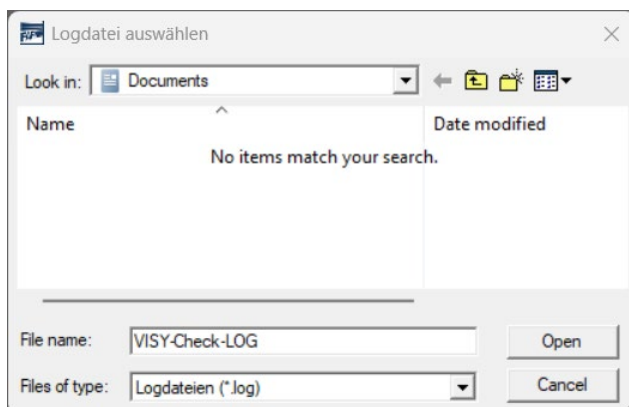 Logdatei auswählen
Look in: Documents
Name Date modified
No items match your search.
File name: VISY-Check-LOG Open
Files of type: Logdateien (*.log) Cancel